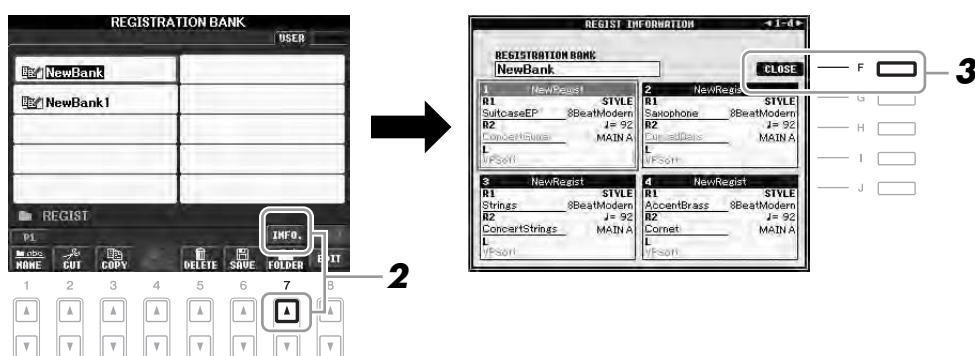 REGISTRATION BANK
USER
NewBank
NewBank1
REGIST
P1
INFO.
NAME CUT COPY DELETE SAVE FOLDER EDIT
1 2 3 4 5 6 7 8
2
REGIST INFORMATION 1-4
REGISTRATION BANK
NewBank
CLOSE
1 NewRegist
R1 STYLE
SuitcaseEP 8BeatModern
R2 ♩= 92
ConcertGuitar MAIN A
L
VPSoft
2 NewRegist
R1 STYLE
Saxophone 8BeatModern
R2 ♩= 92
MAIN A
L
VPSoft
3 NewRegist
R1 STYLE
Strings 8BeatModern
R2 ♩= 92
ConcertStrings MAIN A
L
VPSoft
4 NewRegist
R1 STYLE
AccentBrass 8BeatModern
R2 ♩= 92
Cornet MAIN A
L
VPSoft
F
G
H
I
J
3